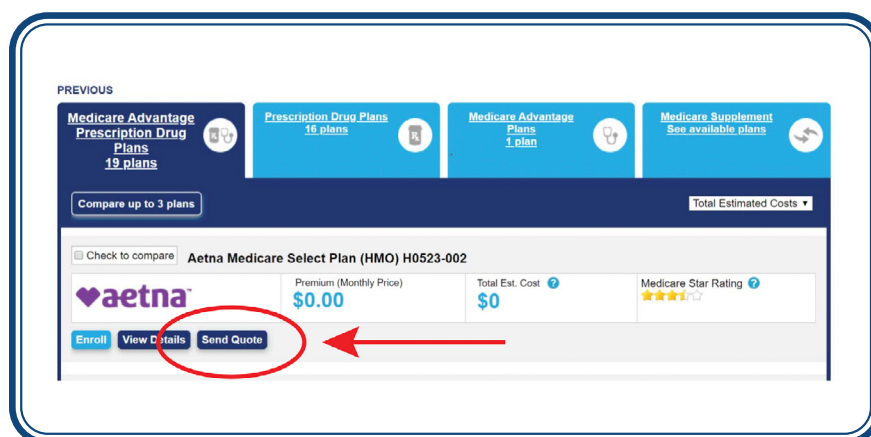 PREVIOUS
Medicare Advantage
Prescription Drug
Plans
19 plans
Prescription Drug Plans
16 plans
Medicare Advantage
Plans
1 plan
Medicare Supplement
See available plans
Compare up to 3 plans
Total Estimated Costs
Check to compare
Aetna Medicare Select Plan (HMO) H0523-002
aetna
Premium (Monthly Price)
$0.00
Total Est. Cost ?
$0
Medicare Star Rating ?
Enroll
View Details
Send Quote